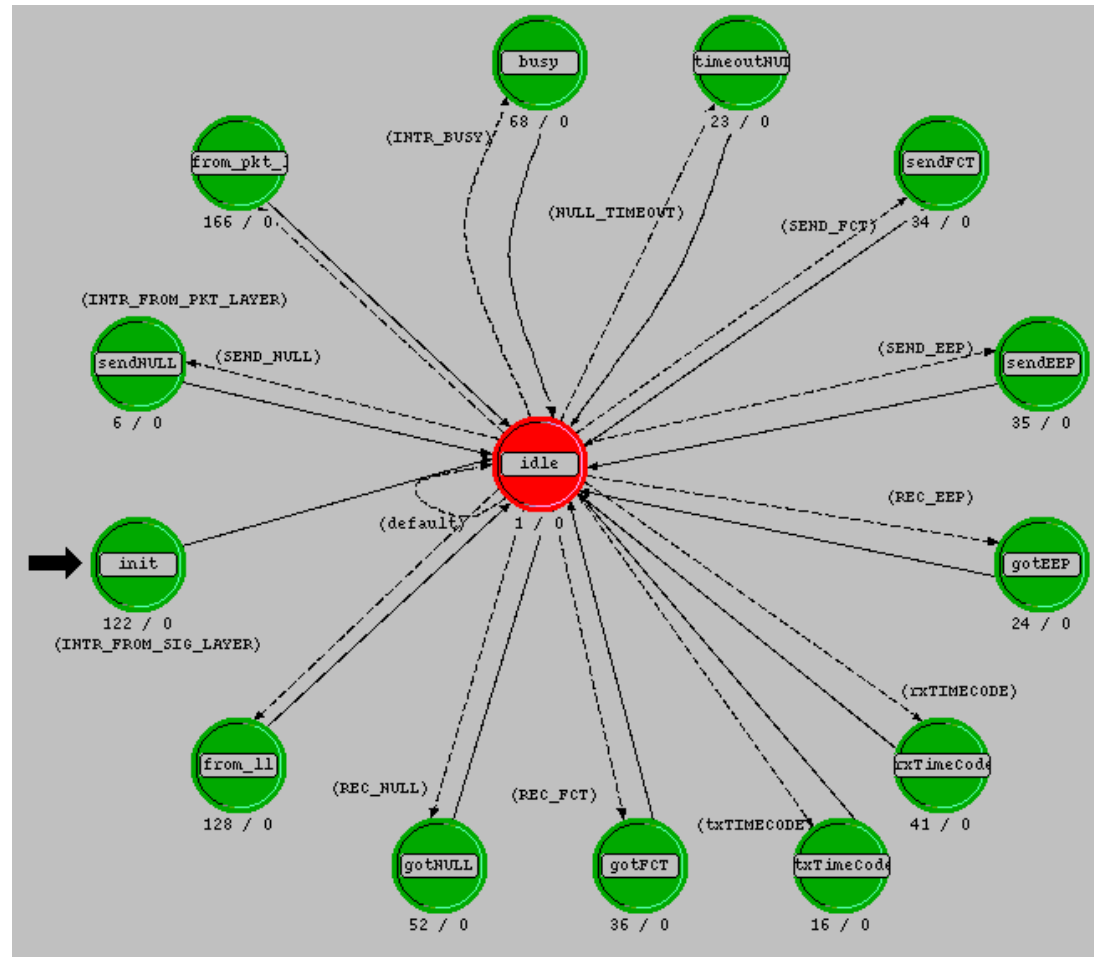 busy
timeoutNUI
68 / 0
23 / 0
(INTR_BUSY)
from_pkt_
sendFCT
166 / 0
(NULL_TIMEOUT)
(SEND_FCT)
34 / 0
(INTR_FROM_PKT_LAYER)
sendNULL
(SEND_NULL)
(SEND_EEP)
sendEEP
6 / 0
35 / 0
idle
(REC_EEP)
(default)
1 / 0
init
gotEEP
122 / 0
24 / 0
(INTR_FROM_SIG_LAYER)
(rxTIMECODE)
from_ll
rxTimeCode
(REC_NULL)
(REC_FCT)
128 / 0
(txTIMECODE)
41 / 0
gotNULL
gotFCT
txTimeCode
52 / 0
36 / 0
16 / 0